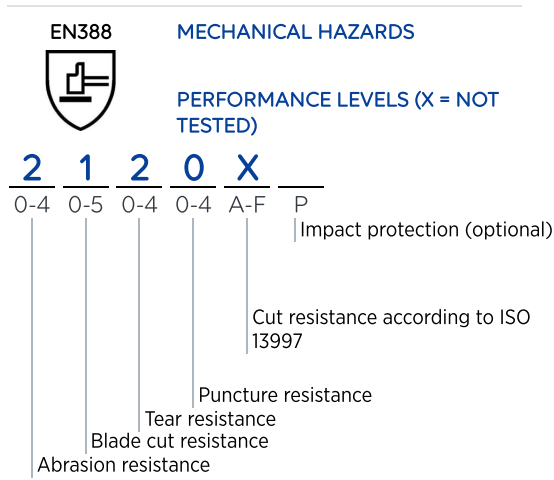 EN388
MECHANICAL HAZARDS
PERFORMANCE LEVELS (X = NOT
TESTED)
2 1 2 0 X
0-4 0-5 0-4 0-4 A-F P
Impact protection (optional)
Cut resistance according to ISO
13997
Puncture resistance
Tear resistance
Blade cut resistance
Abrasion resistance